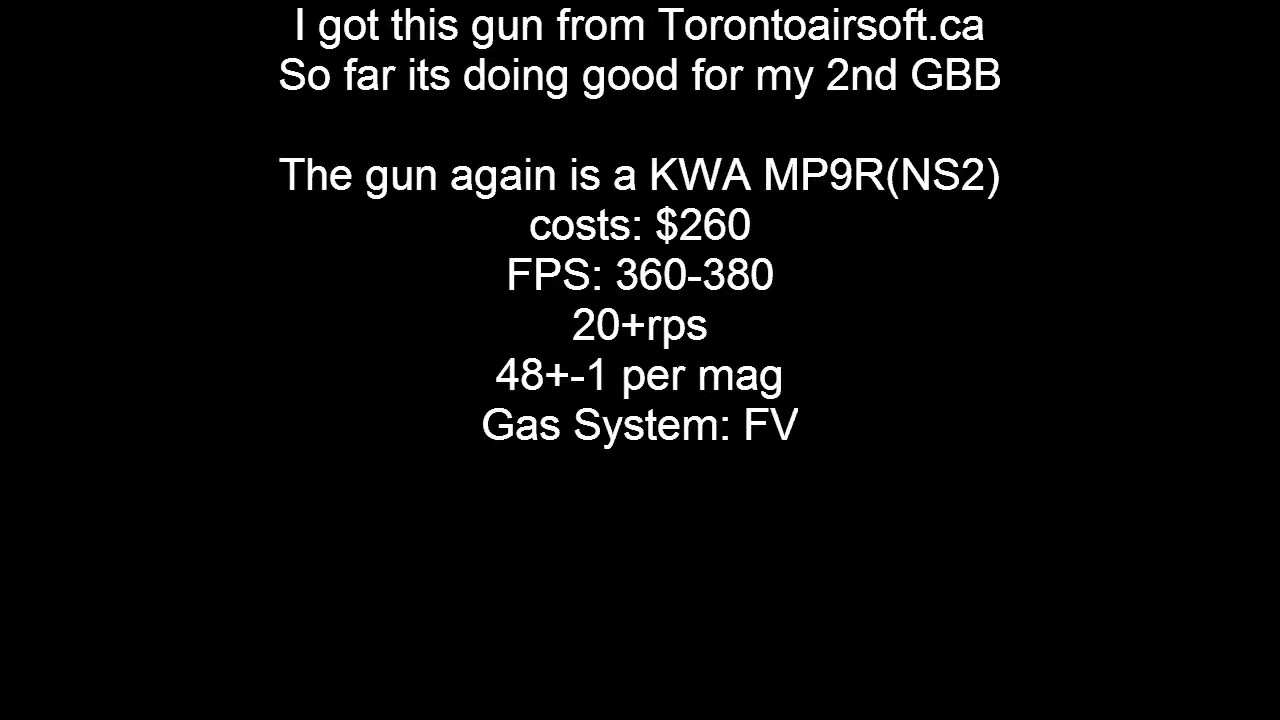 I got this gun from Torontoairsoft.ca
So far its doing good for my 2nd GBB
The gun again is a KWA MP9R(NS2)
costs: $260
FPS: 360-380
20+rps
48+-1 per mag
Gas System: FV